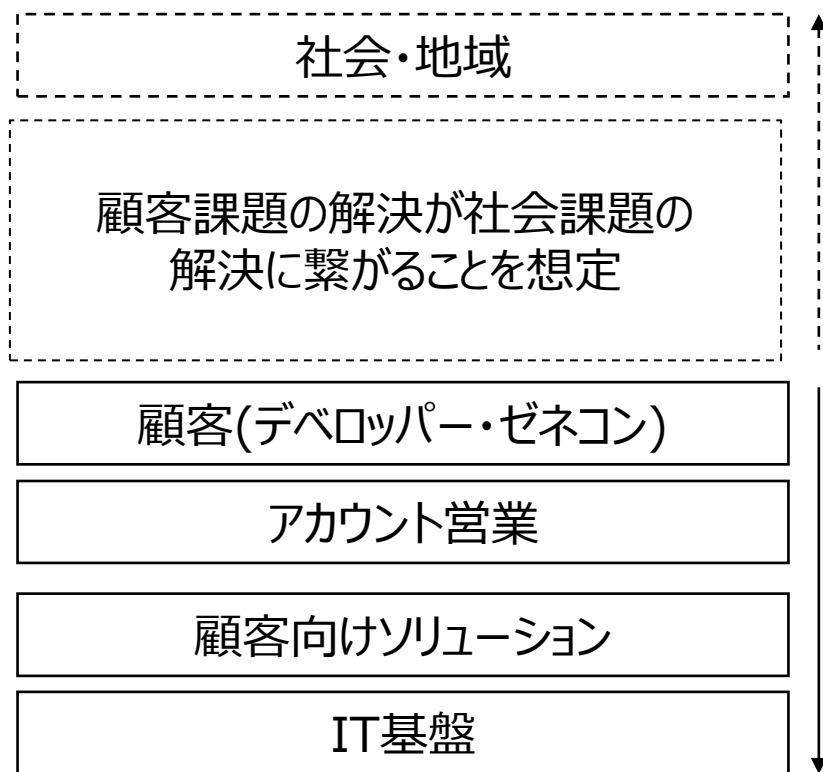 社会・地域
顧客課題の解決が社会課題の
解決に繋がることを想定
顧客(デベロッパー・ゼネコン)
アカウント営業
顧客向けソリューション
IT基盤